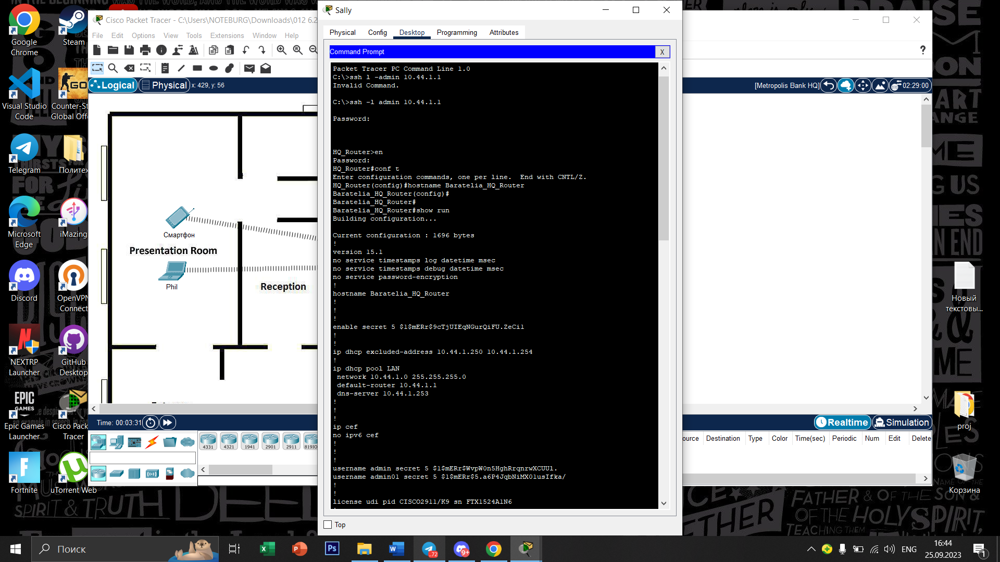 Sally
Cisco Packet Tracer - C:\Users\NOTEBURG\Downloads\012 6.2
File Edit Options View Tools Extensions Window Help
Physical Config Desktop Programming Attributes
Command Prompt
X
Logical
Physical
x: 429, y: 56
[Metropolis Bank HQ]
02:29:00
Packet Tracer PC Command Line 1.0
C:\>ssh l -admin 10.44.1.1
Invalid Command.
C:\>ssh -l admin 10.44.1.1
Password:
HQ_Router>en
Password:
HQ_Router#conf t
Enter configuration commands, one per line.  End with CNTL/Z.
HQ_Router(config)#hostname Baratelia_HQ_Router
Baratelia_HQ_Router(config)#
Baratelia_HQ_Router#
Baratelia_HQ_Router#show run
Building configuration...
Current configuration : 1696 bytes
!
version 15.1
no service timestamps log datetime msec
no service timestamps debug datetime msec
no service password-encryption
!
hostname Baratelia_HQ_Router
!
!
!
enable secret 5 $1$mERr$9cTjUIEqNGurQiFU.ZeCi1
!
!
ip dhcp excluded-address 10.44.1.250 10.44.1.254
!
ip dhcp pool LAN
network 10.44.1.0 255.255.255.0
default-router 10.44.1.1
dns-server 10.44.1.253
!
!
!
ip cef
no ipv6 cef
!
!
!
username admin secret 5 $1$mERr$WvpW0n5HghRrqnrwXCUUl.
username admin01 secret 5 $1$mERr$5.a6P4JqbNiMX01usIfka/
!
!
license udi pid CISCO2911/K9 sn FTX1524A1N6
Top
Смартфон
Presentation Room
Phil
Reception
Time: 00:03:31
Realtime
Simulation
4331
4321
1941
2901
2911
819IO
ource Destination Type Color Time(sec) Periodic Num Edit Delete
Google Chrome
Steam
Visual Studio Code
Counter-St Global Offe
Telegram
Политех
Microsoft Edge
iMazing
Discord
OpenVPN Connect
NEXTRP Launcher
GitHub Desktop
EPIC GAMES
Epic Games Launcher
Cisco Pack Tracer
Fortnite
uTorrent Web
Новый текстовы...
proj
Корзина
Поиск
..72
9+
ENG
16:44
25.09.2023
1